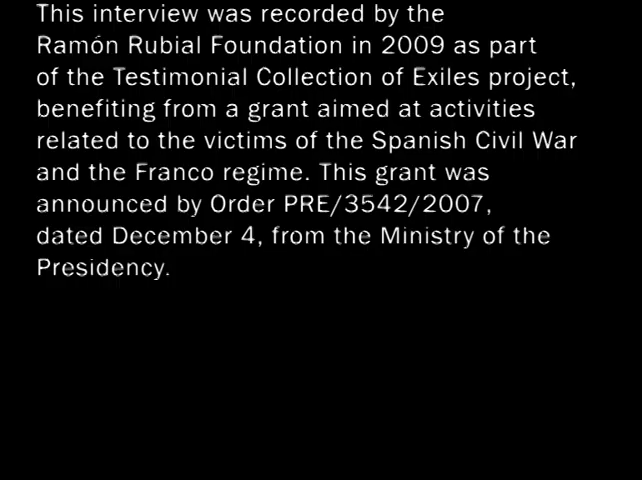 This interview was recorded by the
Ramón Rubial Foundation in 2009 as part
of the Testimonial Collection of Exiles project,
benefiting from a grant aimed at activities
related to the victims of the Spanish Civil War
and the Franco regime. This grant was
announced by Order PRE/3542/2007,
dated December 4, from the Ministry of the
Presidency.